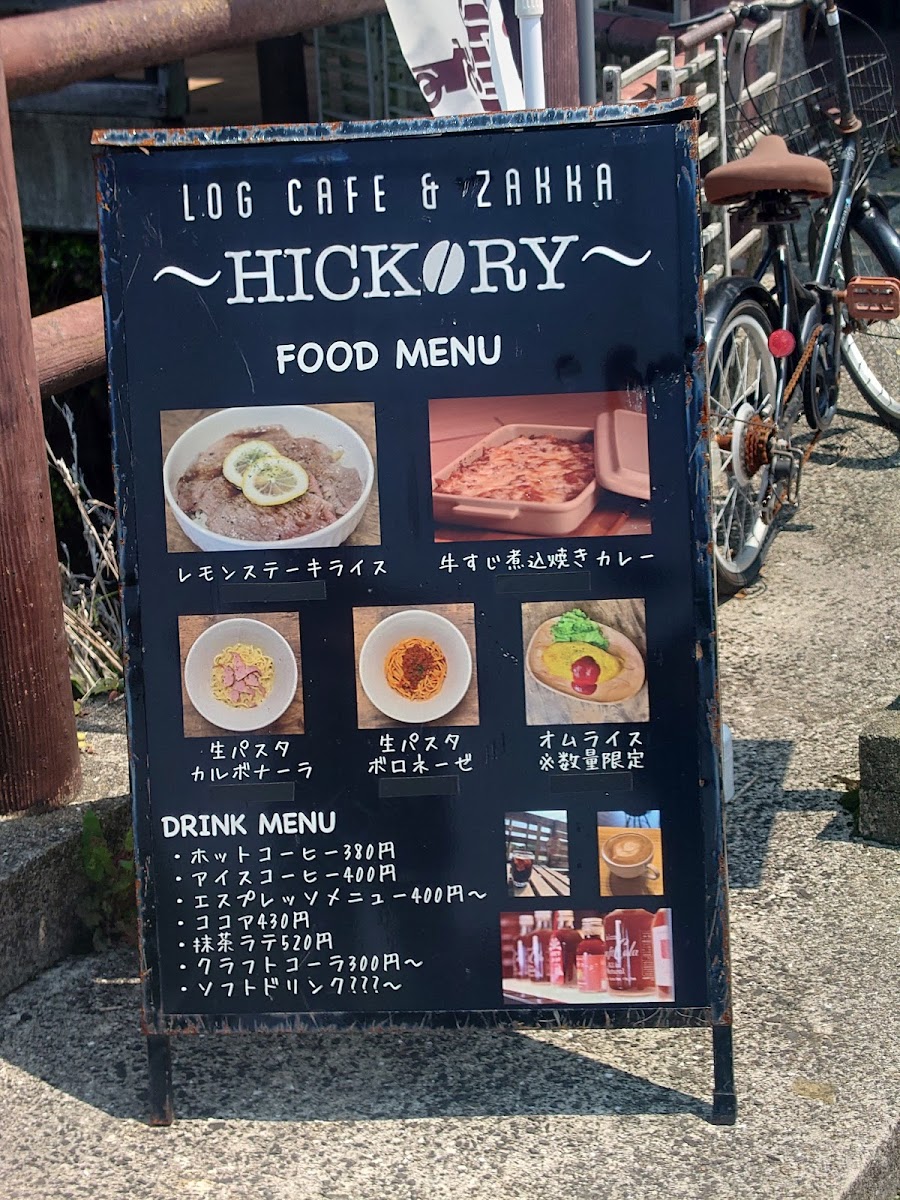 LOG CAFE & ZAKKA
～HICKORY～
FOOD MENU
レモンステーキライス
牛すじ煮込焼きカレー
生パスタ
カルボナーラ
生パスタ
ボロネーゼ
オムライス
※数量限定
DRINK MENU
・ホットコーヒー380円
・アイスコーヒー400円
・エスプレッソメニュー400円～
・ココア430円
・抹茶ラテ520円
・クラフトコーラ300円～
・ソフトドリンク???～